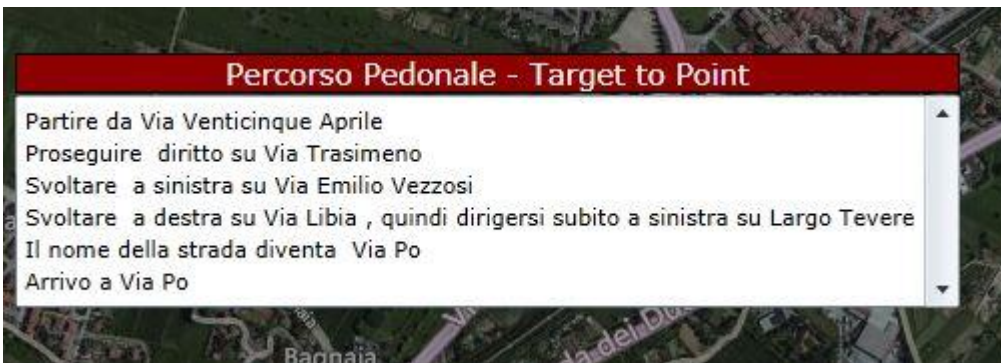 Percorso Pedonale - Target to Point
Partire da Via Venticinque Aprile
Proseguire  diritto su Via Trasimeno
Svoltare  a sinistra su Via Emilio Vezzosi
Svoltare  a destra su Via Libia , quindi dirigersi subito a sinistra su Largo Tevere
Il nome della strada diventa  Via Po
Arrivo a Via Po
Bagnaia